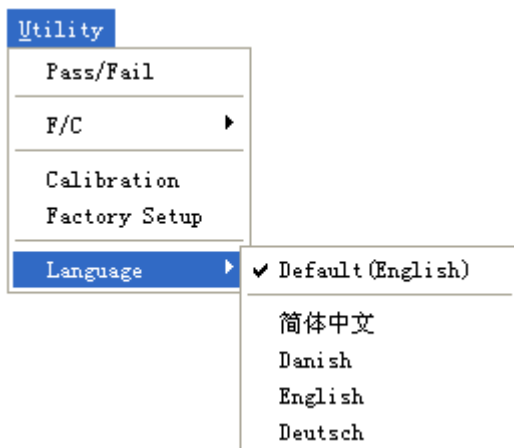 Utility
Pass/Fail
F/C
Calibration
Factory Setup
Language
Default(English)
简体中文
Danish
English
Deutsch